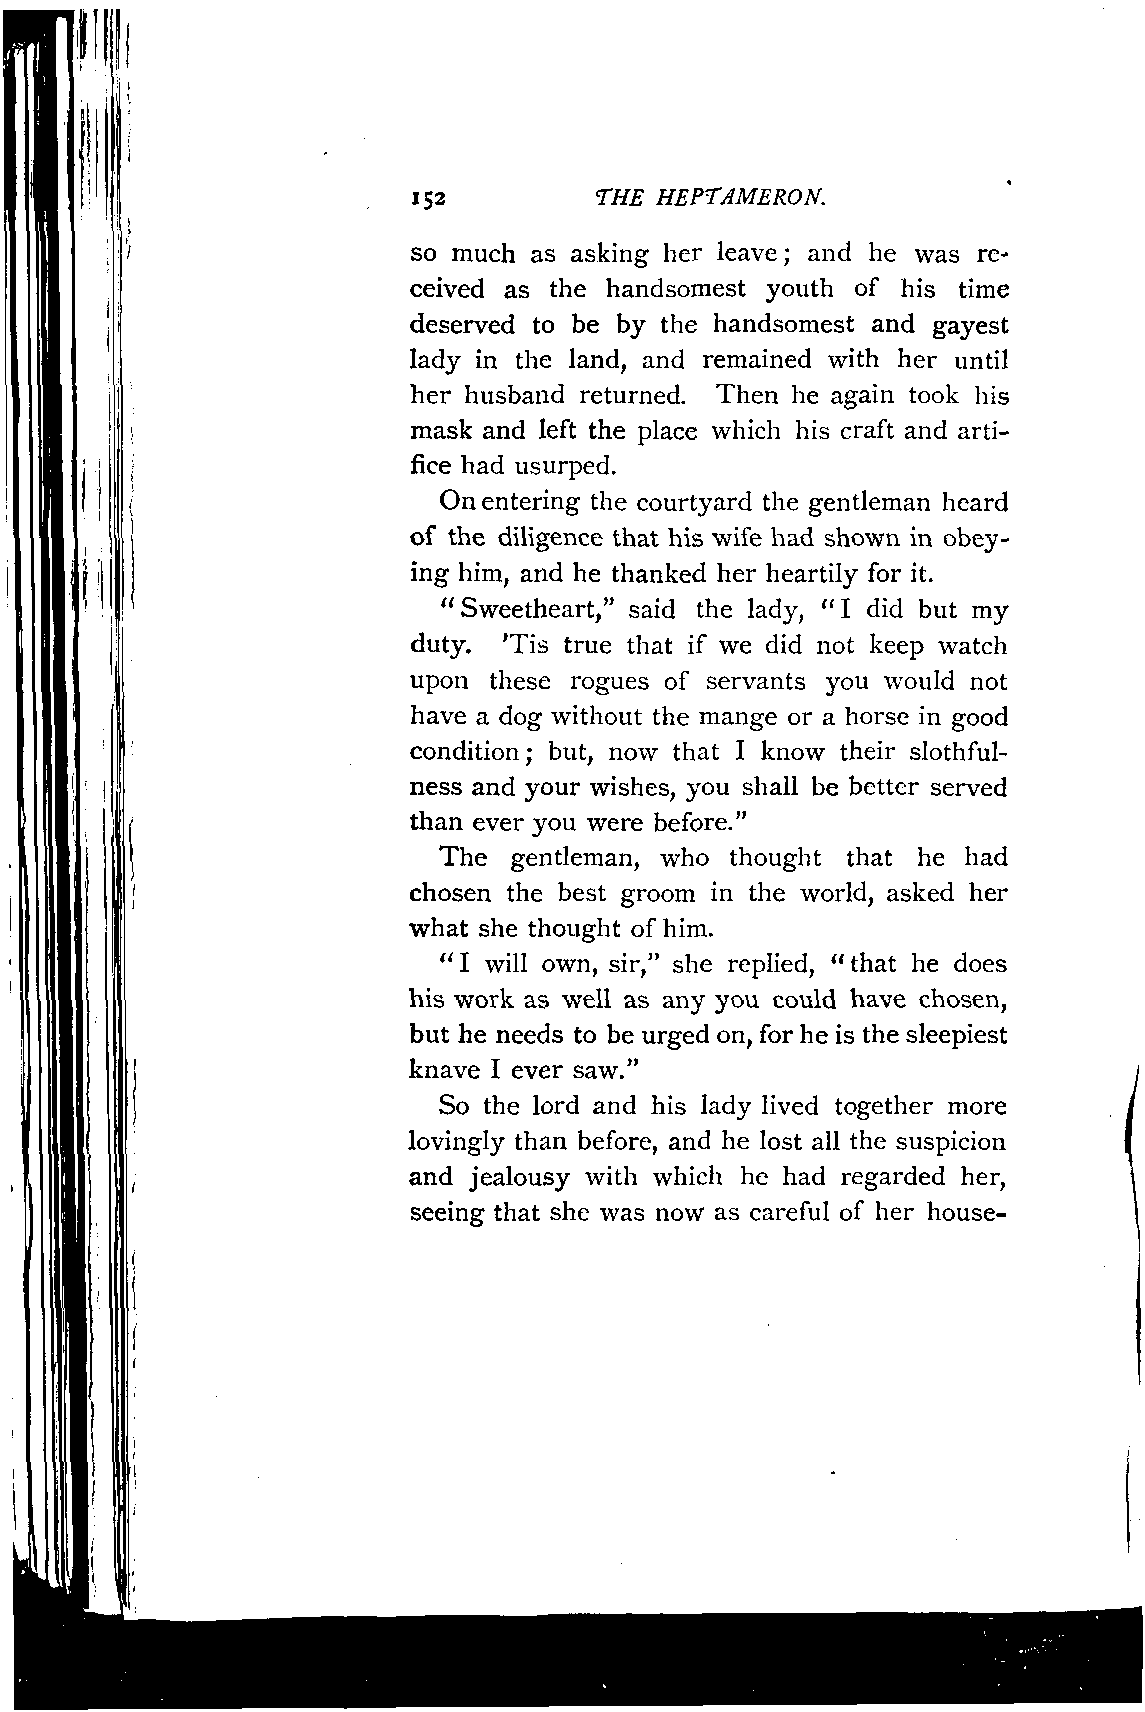 152 THE HEPTAMERON.
so much as asking her leave; and he was re-
ceived as the handsomest youth of his time
deserved to be by the handsomest and gayest
lady in the land, and remained with her until
her husband returned. Then he again took his
mask and left the place which his craft and arti-
fice had usurped.
On entering the courtyard the gentleman heard
of the diligence that his wife had shown in obey-
ing him, and he thanked her heartily for it.
"Sweetheart," said the lady, "I did but my
duty. 'Tis true that if we did not keep watch
upon these rogues of servants you would not
have a dog without the mange or a horse in good
condition; but, now that I know their slothful-
ness and your wishes, you shall be better served
than ever you were before."
The gentleman, who thought that he had
chosen the best groom in the world, asked her
what she thought of him.
"I will own, sir," she replied, "that he does
his work as well as any you could have chosen,
but he needs to be urged on, for he is the sleepiest
knave I ever saw."
So the lord and his lady lived together more
lovingly than before, and he lost all the suspicion
and jealousy with which he had regarded her,
seeing that she was now as careful of her house-